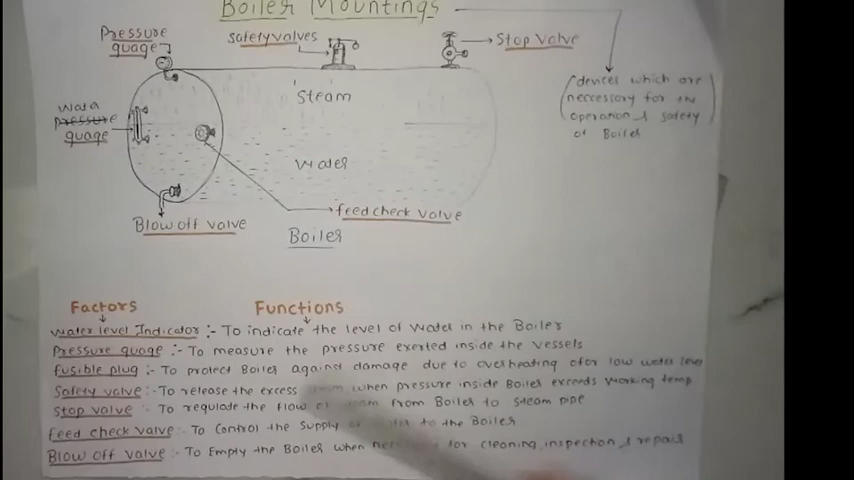 Boiler Mountings
Pressure
guage
safety valves
Stop valve
devices which are
neccessory for the
operation & safety
of Boiler
Steam
wata
pressure
guage
Water
feed check valve
Blow off valve
Boiler
Factors
Functions
Water level Indicator :- To indicate the level of Water in the Boiler
Pressure guage :- To measure the pressure exerted inside the vessels
fusible plug :- To protect Boiler against damage due to overheating ofor low water level
Safety valve :- To release the excess when pressure inside Boiler exceeds working temp
Stop valve :- To regulate the flow of from Boiler to steam pipe
feed check valve :- To control the supply to the Boiler
Blow off valve :- To Empty the Boiler when for cleaning, inspection & repair